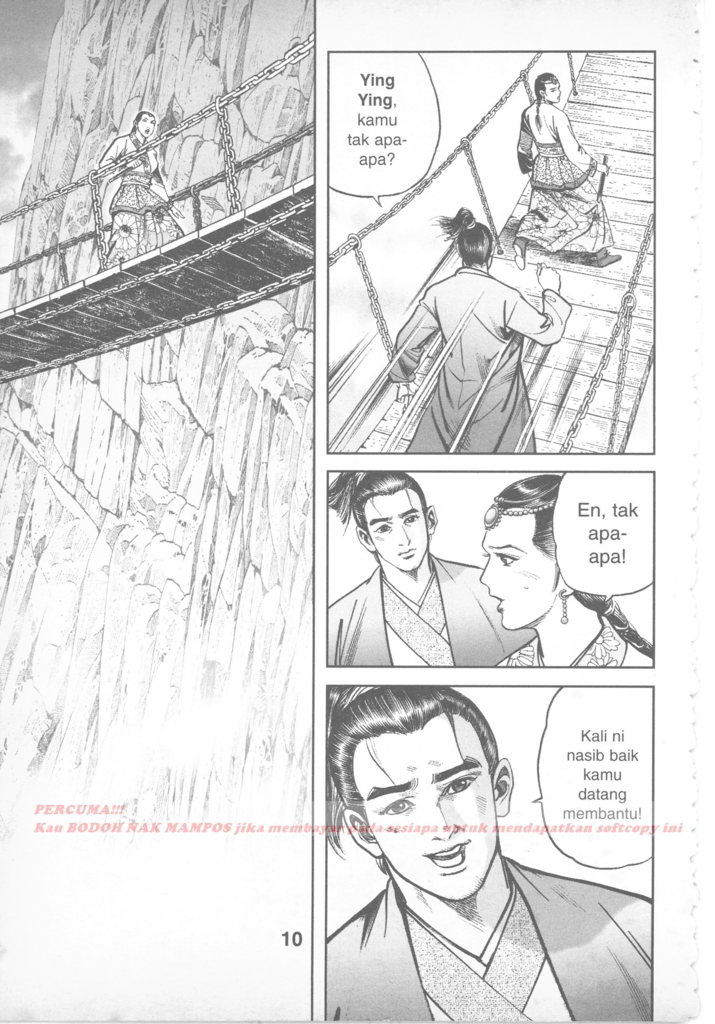 Ying
Ying,
kamu
tak apa-
apa?
En, tak
apa-
apa!
Kali ni
nasib baik
kamu
datang
membantu!
PERCUMA!!!
Kau BODOH NAK MAMPOS jika membayar pada sesiapa untuk mendapatkan softcopy ini
10